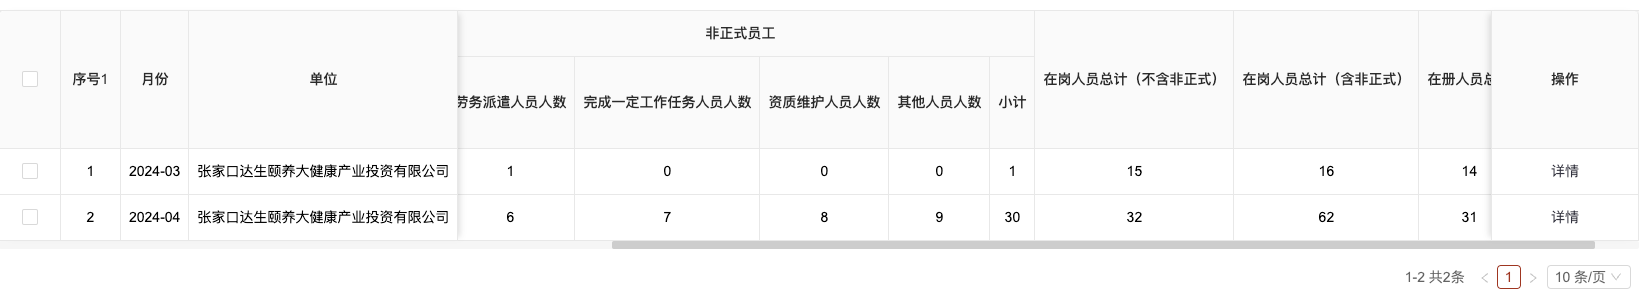 非正式员工
序号1 月份 单位 在岗人员总计（不含非正式） 在岗人员总计（含非正式） 在册人员总 操作
劳务派遣人员人数 完成一定工作任务人员人数 资质维护人员人数 其他人员人数 小计
1 2024-03 张家口达生颐养大健康产业投资有限公司 1 0 0 0 1 15 16 14 详情
2 2024-04 张家口达生颐养大健康产业投资有限公司 6 7 8 9 30 32 62 31 详情
1-2 共2条 < 1 > 10 条/页